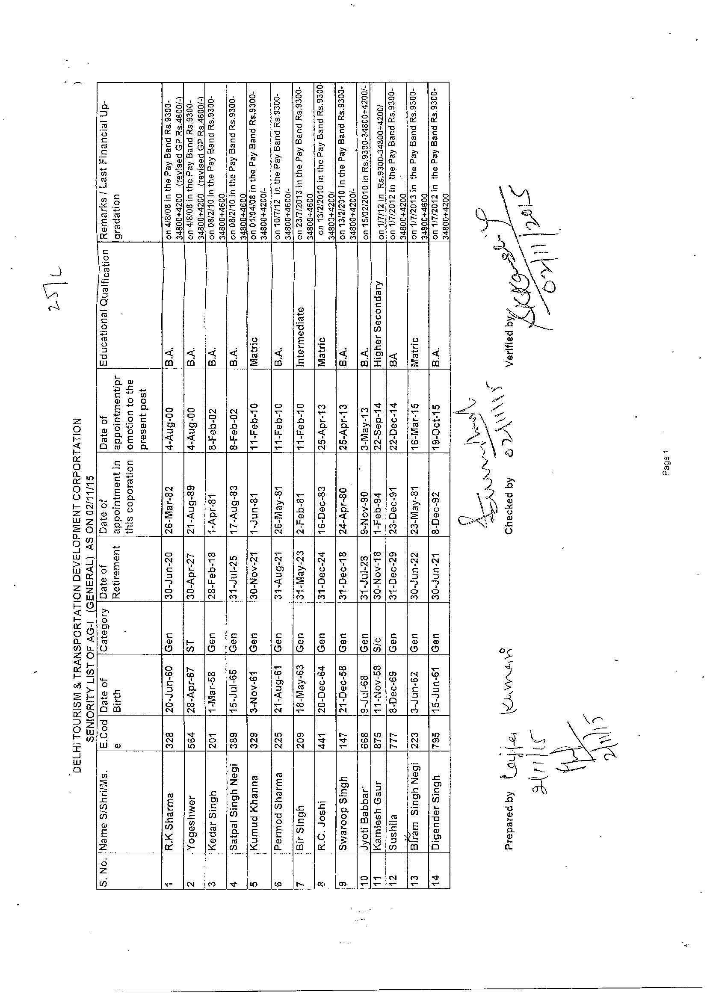 25/C
DELHI TOURISM & TRANSPORTATION DEVELOPMENT CORPORATION
SENIORITY LIST OF AG-I (GENERAL) AS ON 02/11/15
S. No. Name S/Shri/Ms. E.Cod e Date of Birth Category Date of Retirement Date of appointment in this coporation Date of appointment/pr omotion to the present post Educational Qualfication Remarks / Last Financial Up- gradation
1 R.K Sharma 328 20-Jun-60 Gen 30-Jun-20 26-Mar-82 4-Aug-00 B.A. on 4/8/08 in the Pay Band Rs.9300- 34800+4200 (revised GP Rs.4600/-)
2 Yogeshwer 564 28-Apr-67 ST 30-Apr-27 21-Aug-89 4-Aug-00 B.A. on 4/8/08 in the Pay Band Rs.9300- 34800+4200 (revised GP Rs.4600/-)
3 Kedar Singh 201 1-Mar-58 Gen 28-Feb-18 1-Apr-81 8-Feb-02 B.A. on 08/2/10 in the Pay Band Rs.9300- 34800+4600
4 Satpal Singh Negi 389 15-Jul-65 Gen 31-Jul-25 17-Aug-83 8-Feb-02 B.A. on 08/2/10 in the Pay Band Rs.9300- 34800+4600
5 Kumud Khanna 329 3-Nov-61 Gen 30-Nov-21 1-Jun-81 11-Feb-10 Matric on 01/04/08 in the Pay Band Rs.9300- 34800+4200/-
6 Permod Sharma 225 21-Aug-61 Gen 31-Aug-21 26-May-81 11-Feb-10 B.A. on 10/7/12 in the Pay Band Rs.9300- 34800+4600/-
7 Bir Singh 209 18-May-63 Gen 31-May-23 2-Feb-81 11-Feb-10 Intermediate on 23/7/2013 in the Pay Band Rs.9300- 34800+4600
8 R.C. Joshi 441 20-Dec-64 Gen 31-Dec-24 16-Dec-83 25-Apr-13 Matric on 13/2/2010 in the Pay Band Rs.9300- 34800+4200/
9 Swaroop Singh 147 21-Dec-58 Gen 31-Dec-18 24-Apr-80 25-Apr-13 B.A. on 13/2/2010 in the Pay Band Rs.9300- 34800+4200/-
10 Jyoti Babbar 668 9-Jul-68 Gen 31-Jul-28 9-Nov-90 3-May-13 B.A. on 15/02/2010 in Rs.9300-34800+4200/-
11 Kamlesh Gaur 875 11-Nov-58 S/c 30-Nov-18 1-Feb-94 22-Sep-14 Higher Secondary on 1/7/12 in Rs.9300-34800+4200/
12 Sushila 777 8-Dec-69 Gen 31-Dec-29 23-Dec-91 22-Dec-14 BA on 1/7/2012 in the Pay Band Rs.9300- 34800+4200
13 Biram Singh Negi 223 3-Jun-62 Gen 30-Jun-22 23-May-81 16-Mar-15 Matric on 1/7/2013 in the Pay Band Rs.9300- 34800+4600
14 Digender Singh 795 15-Jun-61 Gen 30-Jun-21 8-Dec-92 19-Oct-15 B.A. on 1/7/2012 in the Pay Band Rs.9300- 34800+4200
Prepared by Kumari Checked by 02/11/15 Verified by
2/11/15 02/11/2015
2/11/15
Page 1